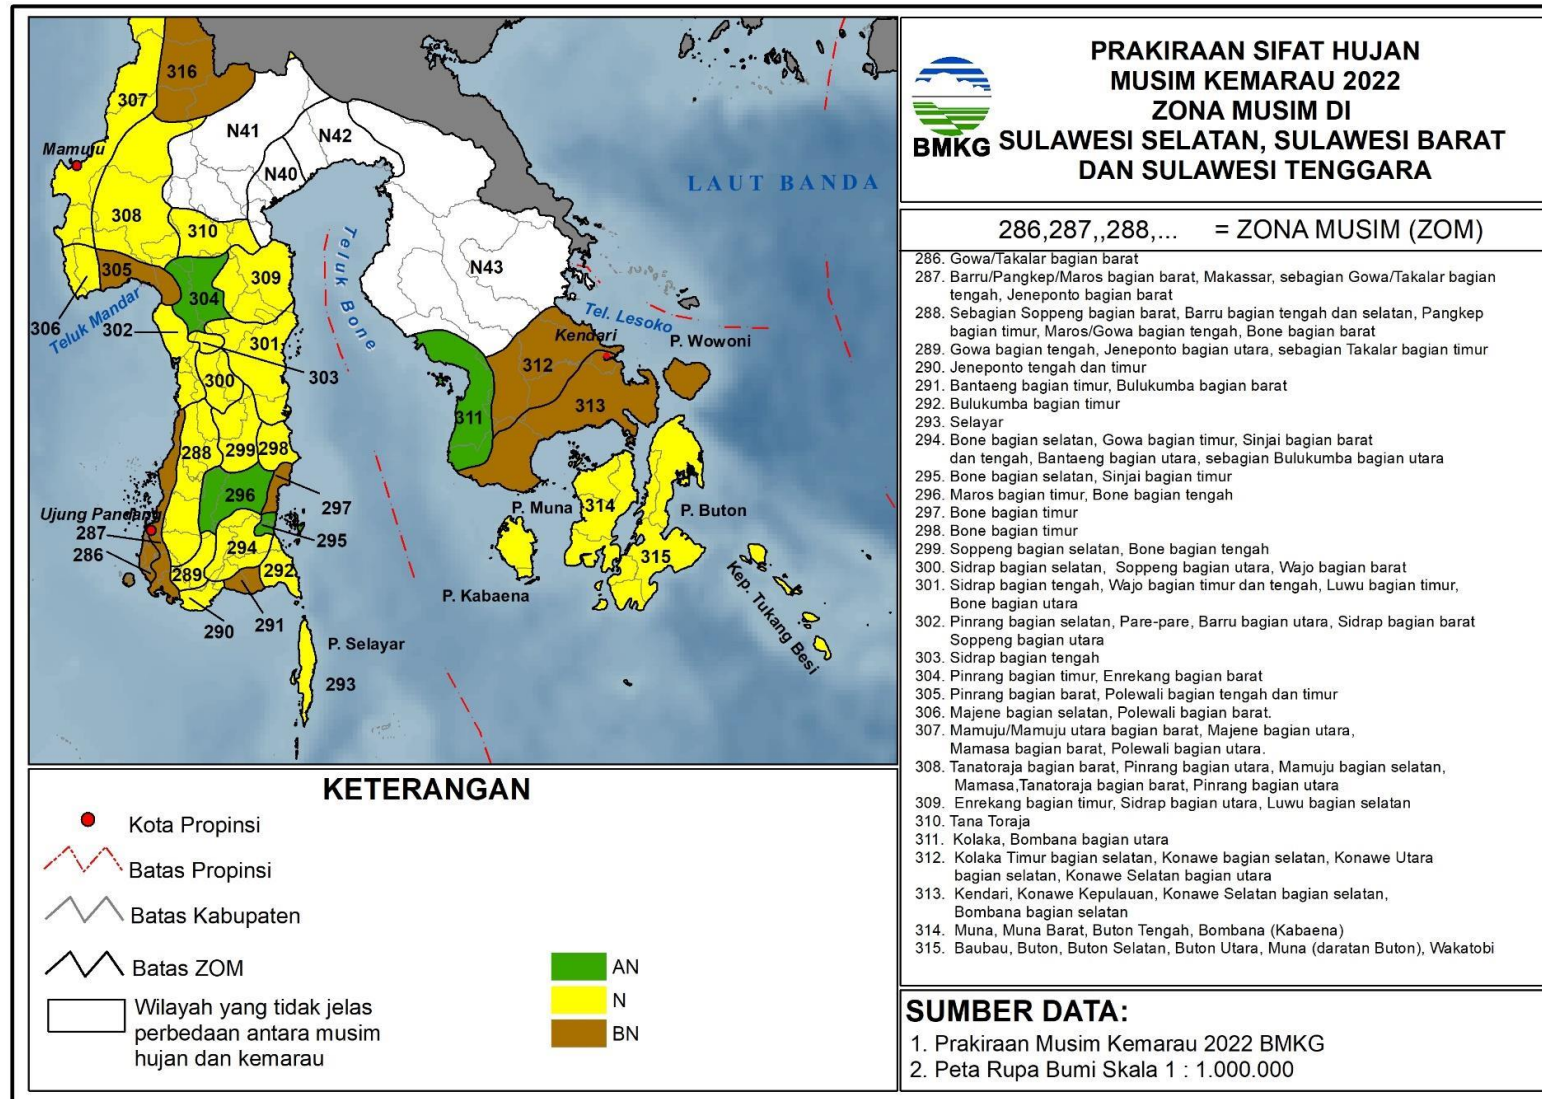 316
307
N41
N42
Mamuju
N40
LAUT BANDA
308
310
N43
305
309
304
306
Teluk Mandar
302
Teluk Bone
Tel. Lesoko
301
Kendari
P. Wowoni
312
303
300
313
311
288
299
298
296
297
P. Muna
314
P. Buton
Ujung Pandang
287
295
286
294
315
289
292
Kep. Tukang Besi
P. Kabaena
290
291
P. Selayar
293
KETERANGAN
Kota Propinsi
Batas Propinsi
Batas Kabupaten
Batas ZOM
Wilayah yang tidak jelas
perbedaan antara musim
hujan dan kemarau
AN
N
BN
BMKG
PRAKIRAAN SIFAT HUJAN
MUSIM KEMARAU 2022
ZONA MUSIM DI
SULAWESI SELATAN, SULAWESI BARAT
DAN SULAWESI TENGGARA
286,287,,288,... = ZONA MUSIM (ZOM)
286. Gowa/Takalar bagian barat
287. Barru/Pangkep/Maros bagian barat, Makassar, sebagian Gowa/Takalar bagian
tengah, Jeneponto bagian barat
288. Sebagian Soppeng bagian barat, Barru bagian tengah dan selatan, Pangkep
bagian timur, Maros/Gowa bagian tengah, Bone bagian barat
289. Gowa bagian tengah, Jeneponto bagian utara, sebagian Takalar bagian timur
290. Jeneponto tengah dan timur
291. Bantaeng bagian timur, Bulukumba bagian barat
292. Bulukumba bagian timur
293. Selayar
294. Bone bagian selatan, Gowa bagian timur, Sinjai bagian barat
dan tengah, Bantaeng bagian utara, sebagian Bulukumba bagian utara
295. Bone bagian selatan, Sinjai bagian timur
296. Maros bagian timur, Bone bagian tengah
297. Bone bagian timur
298. Bone bagian timur
299. Soppeng bagian selatan, Bone bagian tengah
300. Sidrap bagian selatan, Soppeng bagian utara, Wajo bagian barat
301. Sidrap bagian tengah, Wajo bagian timur dan tengah, Luwu bagian timur,
Bone bagian utara
302. Pinrang bagian selatan, Pare-pare, Barru bagian utara, Sidrap bagian barat
Soppeng bagian utara
303. Sidrap bagian tengah
304. Pinrang bagian timur, Enrekang bagian barat
305. Pinrang bagian barat, Polewali bagian tengah dan timur
306. Majene bagian selatan, Polewali bagian barat.
307. Mamuju/Mamuju utara bagian barat, Majene bagian utara,
Mamasa bagian barat, Polewali bagian utara.
308. Tanatoraja bagian barat, Pinrang bagian utara, Mamuju bagian selatan,
Mamasa,Tanatoraja bagian barat, Pinrang bagian utara
309. Enrekang bagian timur, Sidrap bagian utara, Luwu bagian selatan
310. Tana Toraja
311. Kolaka, Bombana bagian utara
312. Kolaka Timur bagian selatan, Konawe bagian selatan, Konawe Utara
bagian selatan, Konawe Selatan bagian utara
313. Kendari, Konawe Kepulauan, Konawe Selatan bagian selatan,
Bombana bagian selatan
314. Muna, Muna Barat, Buton Tengah, Bombana (Kabaena)
315. Baubau, Buton, Buton Selatan, Buton Utara, Muna (daratan Buton), Wakatobi
SUMBER DATA:
1. Prakiraan Musim Kemarau 2022 BMKG
2. Peta Rupa Bumi Skala 1 : 1.000.000